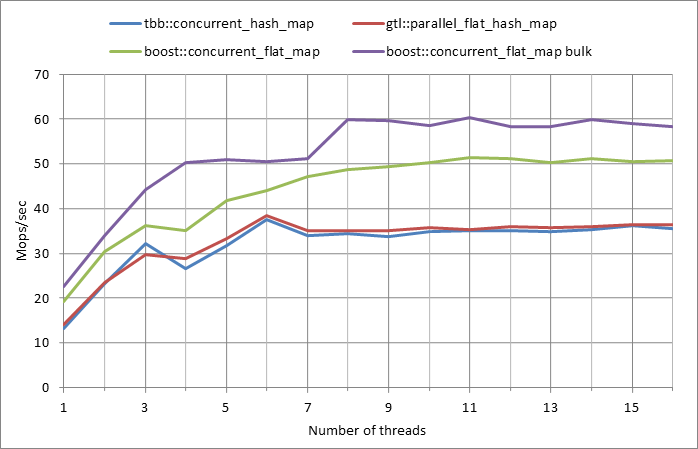 tbb::concurrent_hash_map gtl::parallel_flat_hash_map
boost::concurrent_flat_map boost::concurrent_flat_map bulk
70
60
50
40
30
20
10
0
Mops/sec
1 3 5 7 9 11 13 15
Number of threads